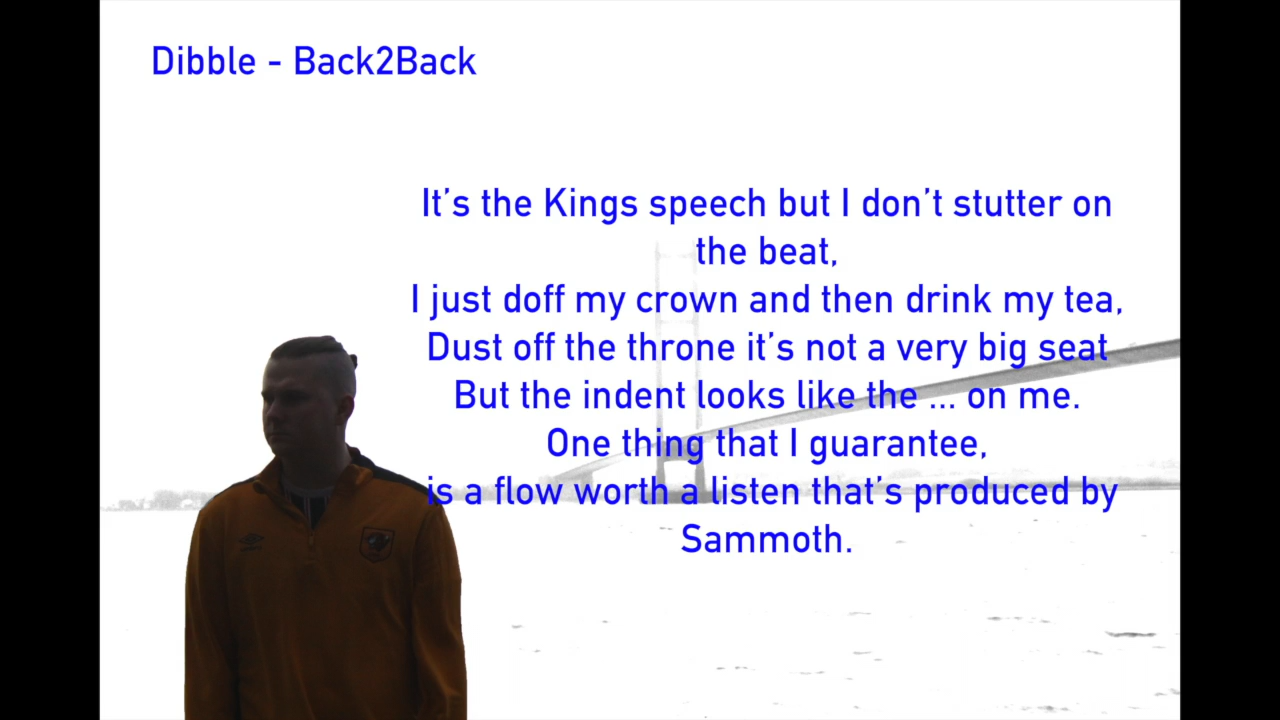 Dibble - Back2Back
It's the Kings speech but I don't stutter on
the beat,
I just doff my crown and then drink my tea,
Dust off the throne it's not a very big seat
But the indent looks like the ... on me.
One thing that I guarantee,
is a flow worth a listen that's produced by
Sammoth.